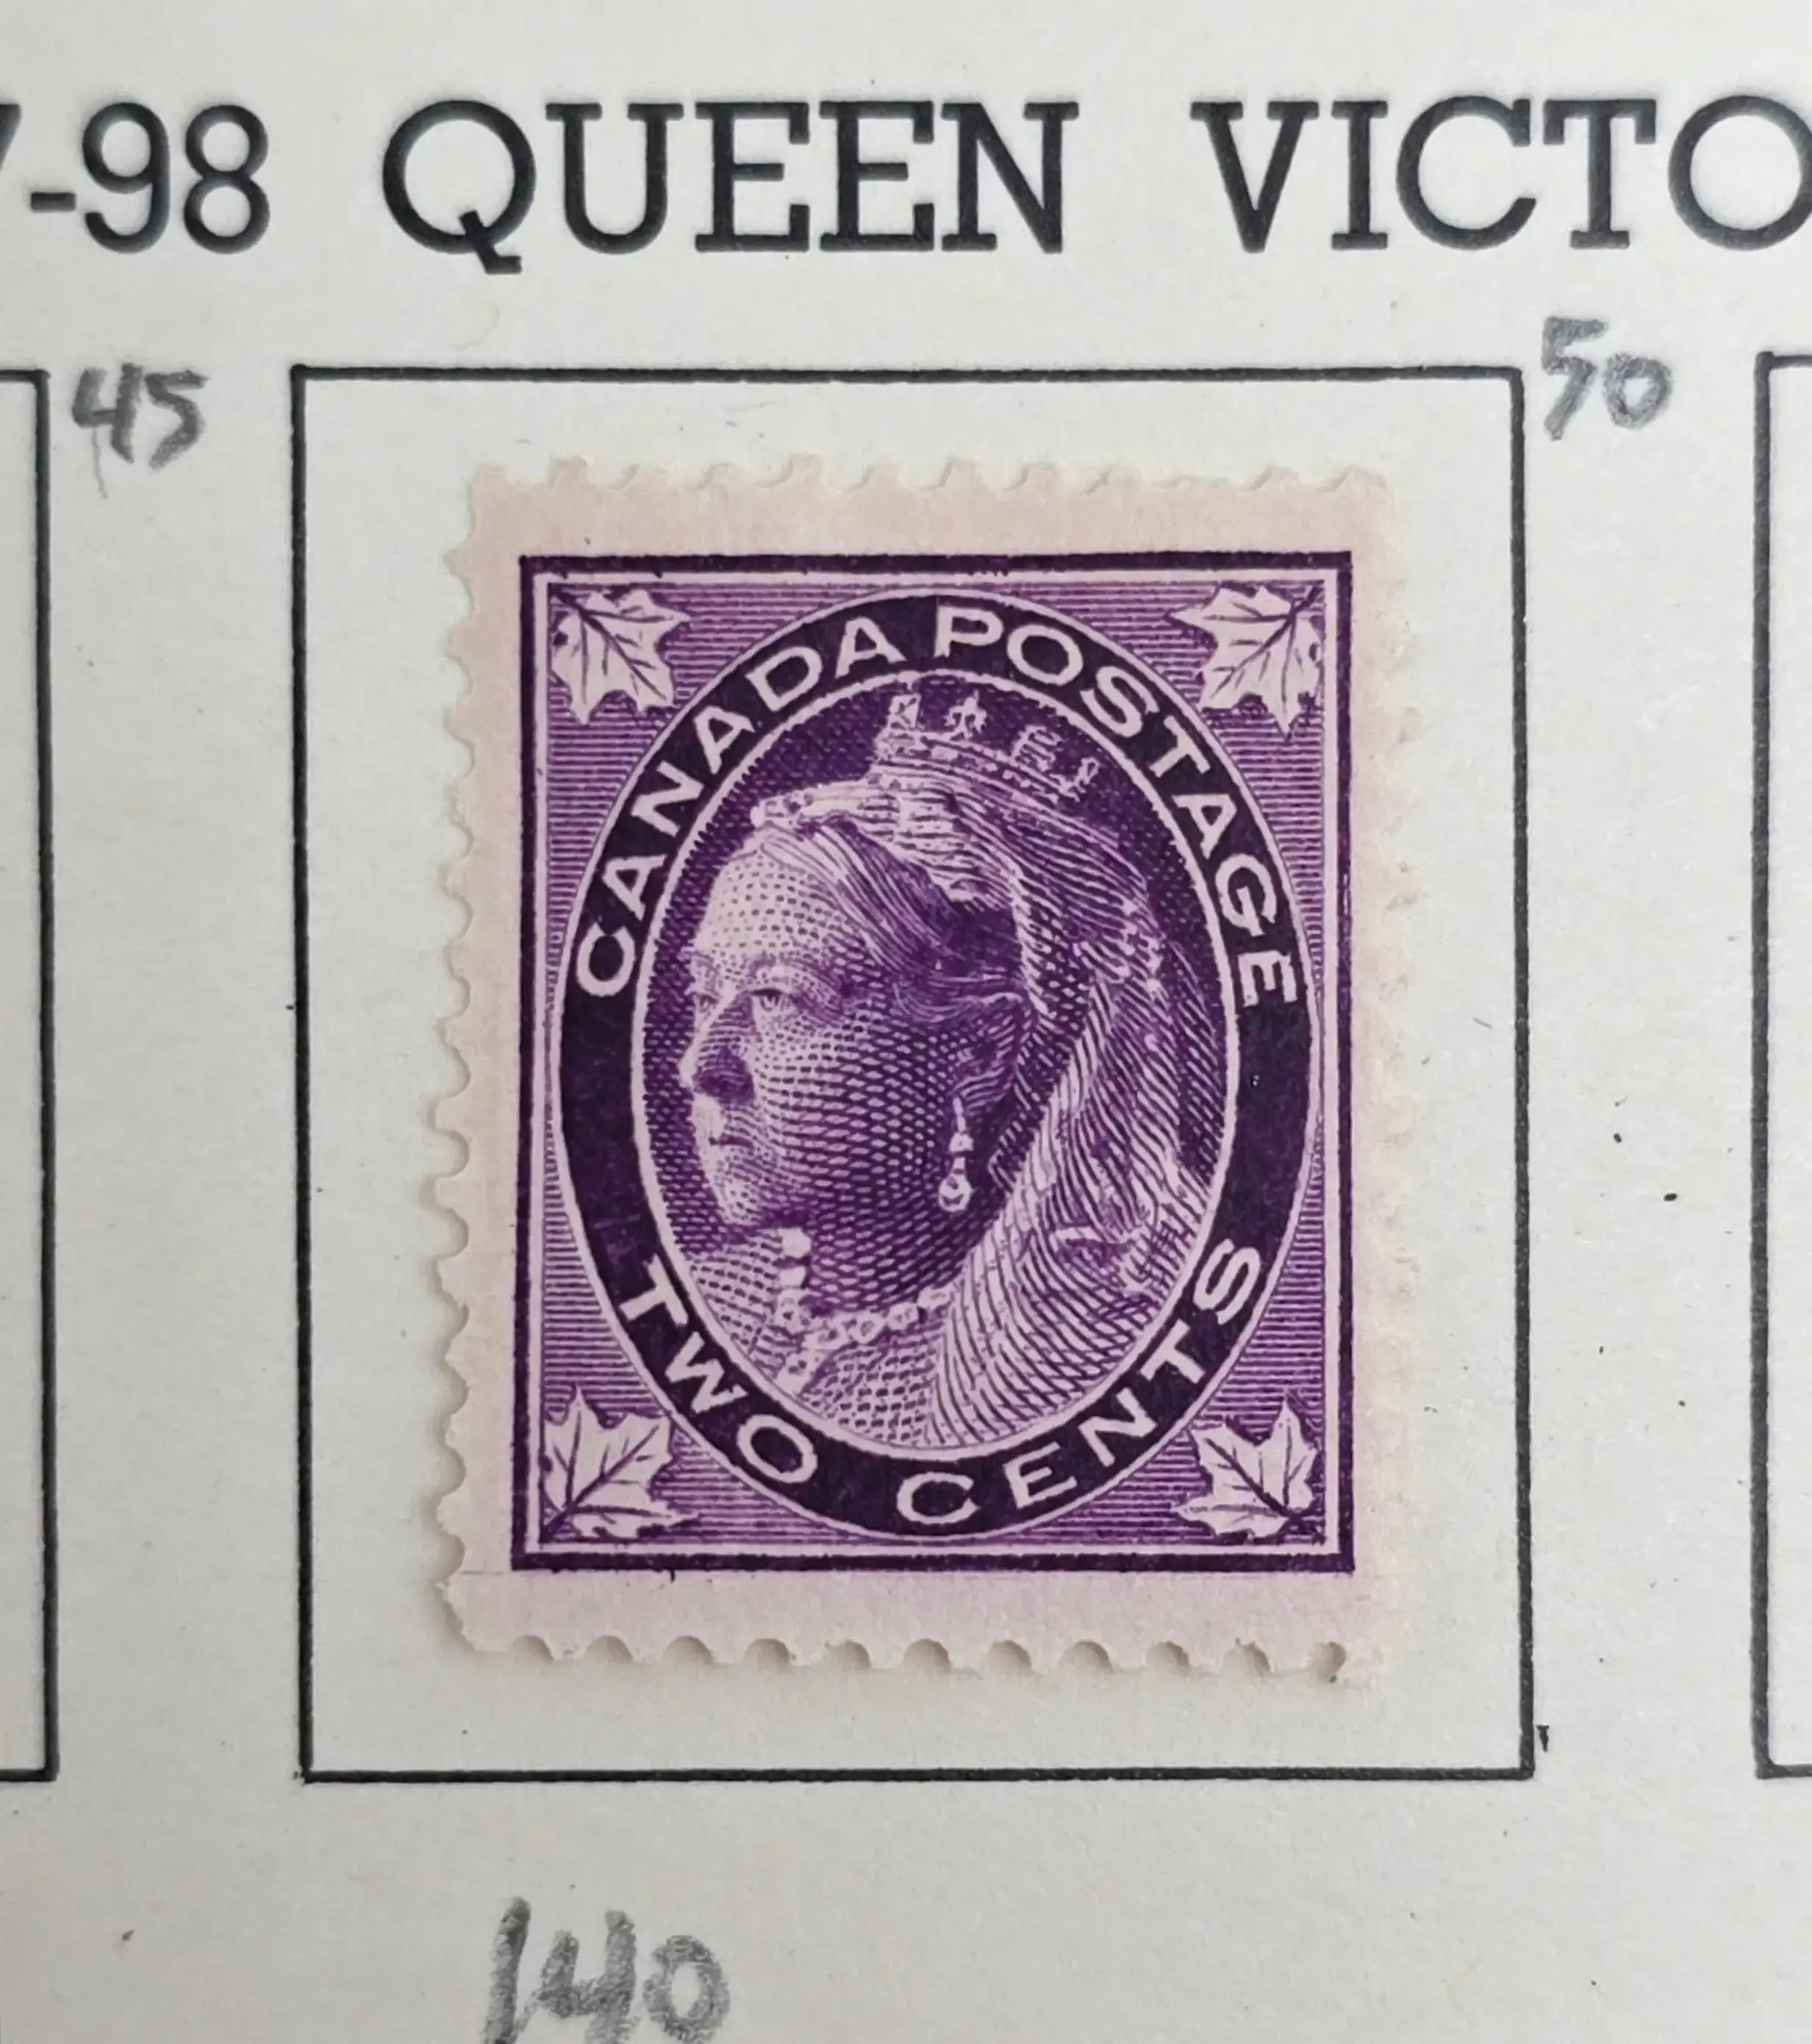 7-98 QUEEN VICTO
45
50
CANADA POSTAGE
TWO CENTS
140